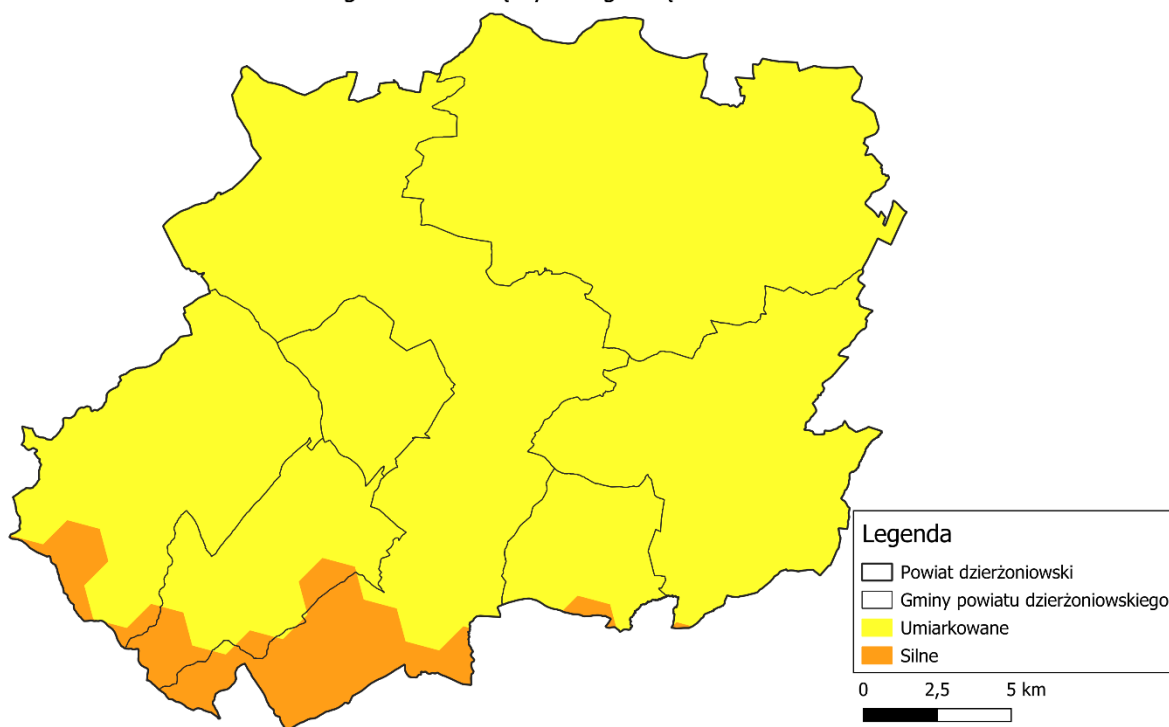 Legenda
Powiat dzierżoniowski
Gminy powiatu dzierżoniowskiego
Umiarkowane
Silne
0 2,5 5 km